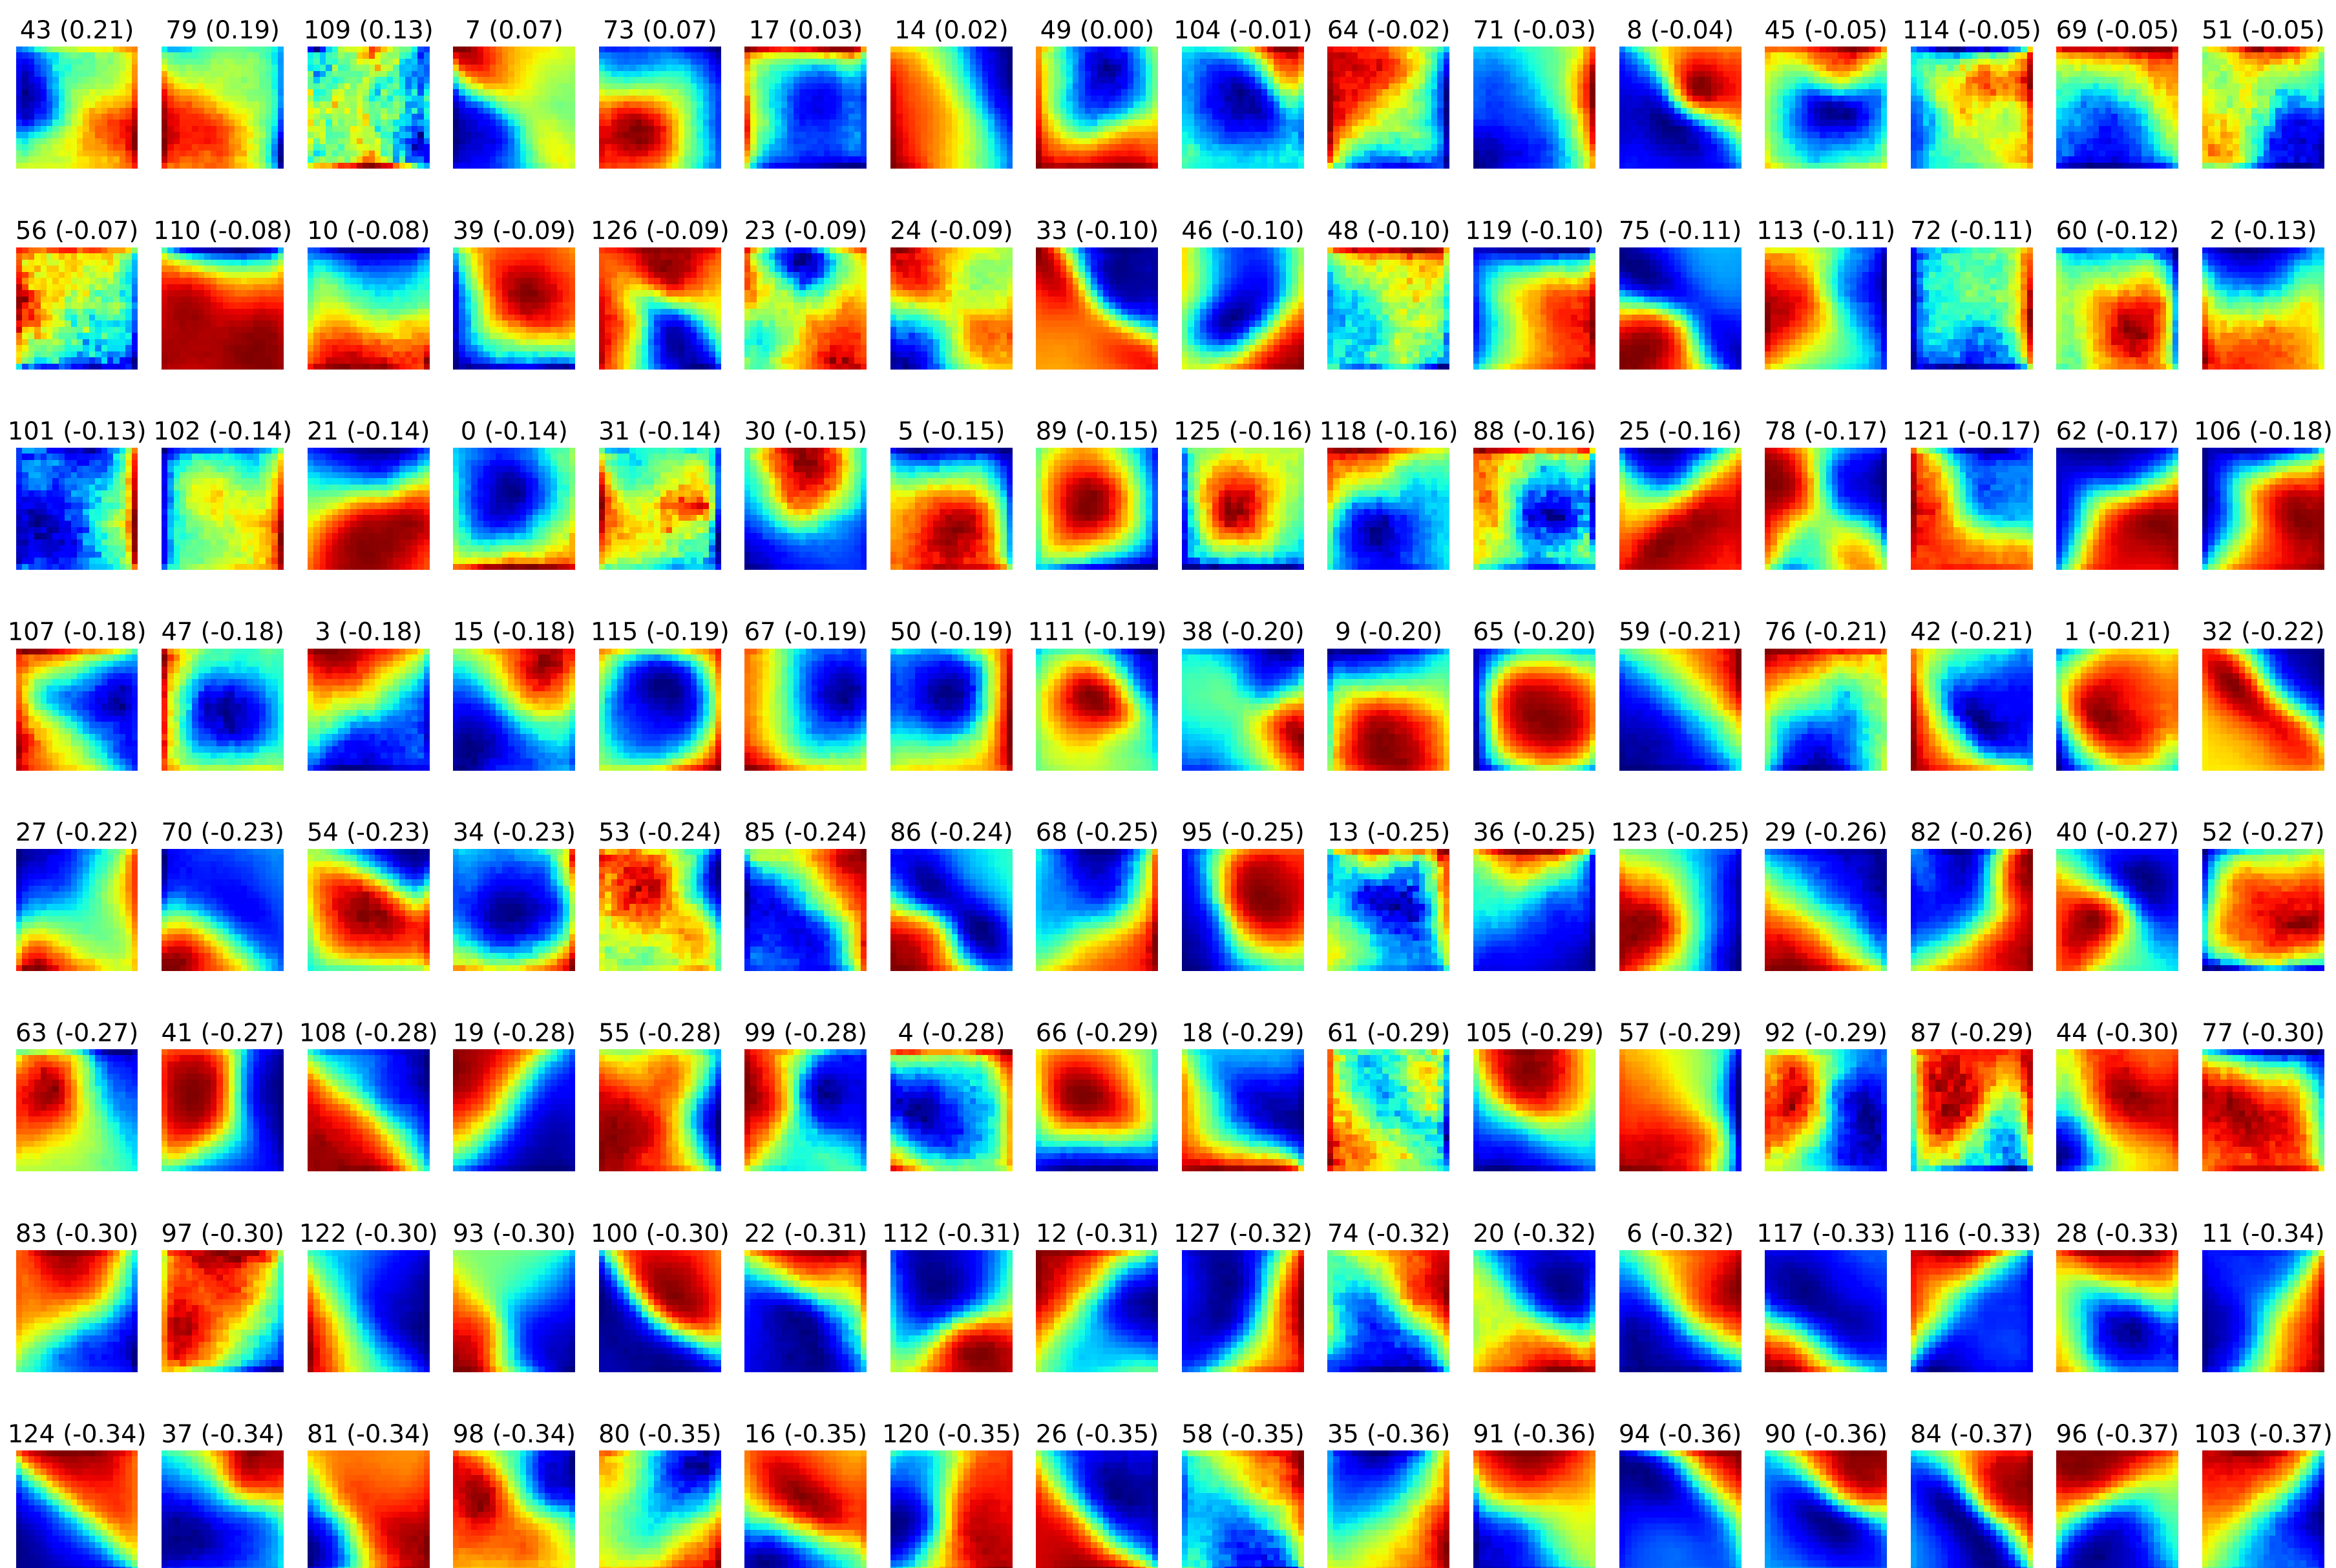 43 (0.21) 79 (0.19) 109 (0.13) 7 (0.07) 73 (0.07) 17 (0.03) 14 (0.02) 49 (0.00) 104 (-0.01) 64 (-0.02) 71 (-0.03) 8 (-0.04) 45 (-0.05) 114 (-0.05) 69 (-0.05) 51 (-0.05)
56 (-0.07) 110 (-0.08) 10 (-0.08) 39 (-0.09) 126 (-0.09) 23 (-0.09) 24 (-0.09) 33 (-0.10) 46 (-0.10) 48 (-0.10) 119 (-0.10) 75 (-0.11) 113 (-0.11) 72 (-0.11) 60 (-0.12) 2 (-0.13)
101 (-0.13) 102 (-0.14) 21 (-0.14) 0 (-0.14) 31 (-0.14) 30 (-0.15) 5 (-0.15) 89 (-0.15) 125 (-0.16) 118 (-0.16) 88 (-0.16) 25 (-0.16) 78 (-0.17) 121 (-0.17) 62 (-0.17) 106 (-0.18)
107 (-0.18) 47 (-0.18) 3 (-0.18) 15 (-0.18) 115 (-0.19) 67 (-0.19) 50 (-0.19) 111 (-0.19) 38 (-0.20) 9 (-0.20) 65 (-0.20) 59 (-0.21) 76 (-0.21) 42 (-0.21) 1 (-0.21) 32 (-0.22)
27 (-0.22) 70 (-0.23) 54 (-0.23) 34 (-0.23) 53 (-0.24) 85 (-0.24) 86 (-0.24) 68 (-0.25) 95 (-0.25) 13 (-0.25) 36 (-0.25) 123 (-0.25) 29 (-0.26) 82 (-0.26) 40 (-0.27) 52 (-0.27)
63 (-0.27) 41 (-0.27) 108 (-0.28) 19 (-0.28) 55 (-0.28) 99 (-0.28) 4 (-0.28) 66 (-0.29) 18 (-0.29) 61 (-0.29) 105 (-0.29) 57 (-0.29) 92 (-0.29) 87 (-0.29) 44 (-0.30) 77 (-0.30)
83 (-0.30) 97 (-0.30) 122 (-0.30) 93 (-0.30) 100 (-0.30) 22 (-0.31) 112 (-0.31) 12 (-0.31) 127 (-0.32) 74 (-0.32) 20 (-0.32) 6 (-0.32) 117 (-0.33) 116 (-0.33) 28 (-0.33) 11 (-0.34)
124 (-0.34) 37 (-0.34) 81 (-0.34) 98 (-0.34) 80 (-0.35) 16 (-0.35) 120 (-0.35) 26 (-0.35) 58 (-0.35) 35 (-0.36) 91 (-0.36) 94 (-0.36) 90 (-0.36) 84 (-0.37) 96 (-0.37) 103 (-0.37)